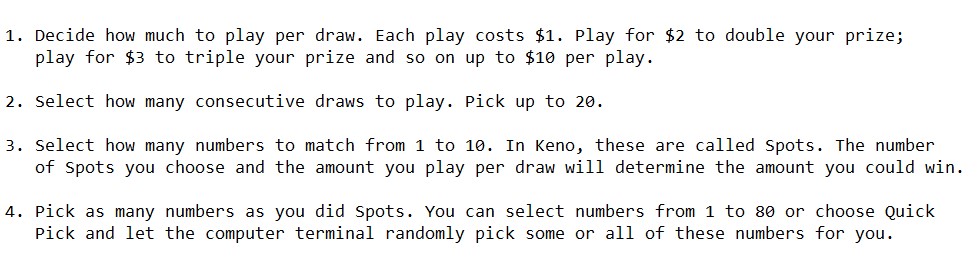 1. Decide how much to play per draw. Each play costs $1. Play for $2 to double your prize;
play for $3 to triple your prize and so on up to $10 per play.
2. Select how many consecutive draws to play. Pick up to 20.
3. Select how many numbers to match from 1 to 10. In Keno, these are called Spots. The number
of Spots you choose and the amount you play per draw will determine the amount you could win.
4. Pick as many numbers as you did Spots. You can select numbers from 1 to 80 or choose Quick
Pick and let the computer terminal randomly pick some or all of these numbers for you.